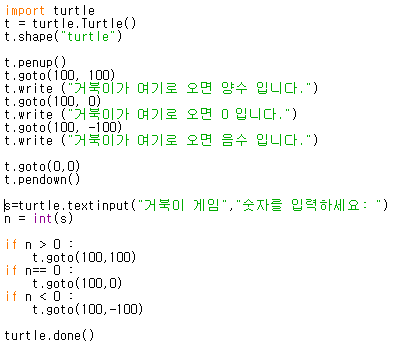 import turtle
t = turtle.Turtle()
t.shape("turtle")
t.penup()
t.goto(100, 100)
t.write ("거북이가 여기로 오면 양수 입니다.")
t.goto(100, 0)
t.write ("거북이가 여기로 오면 0 입니다.")
t.goto(100, -100)
t.write ("거북이가 여기로 오면 음수 입니다.")
t.goto(0,0)
t.pendown()
s=turtle.textinput("거북이 게임","숫자를 입력하세요: ")
n = int(s)
if n > 0 :
    t.goto(100,100)
if n== 0 :
    t.goto(100,0)
if n < 0 :
    t.goto(100,-100)
turtle.done()